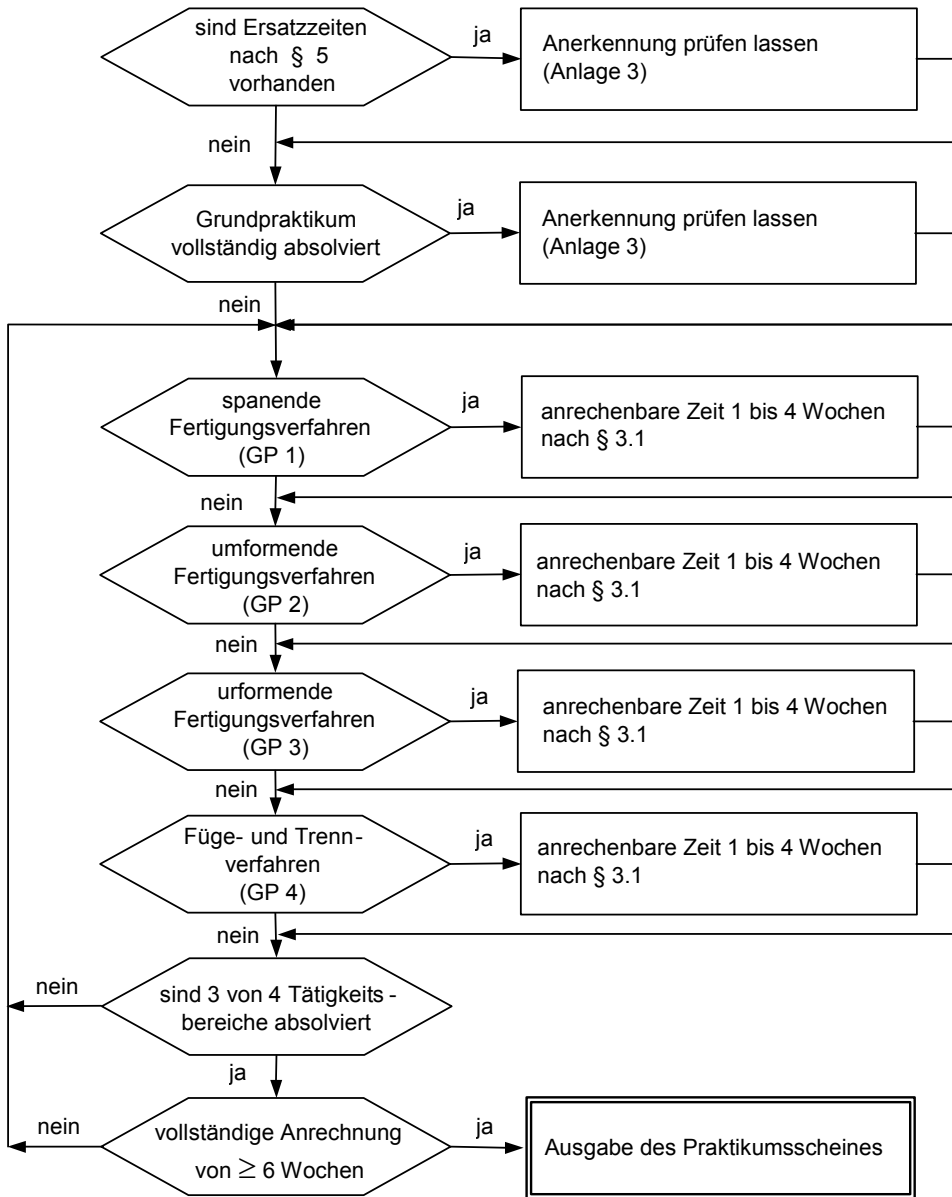 sind Ersatzzeiten
nach § 5
vorhanden
ja
Anerkennung prüfen lassen
(Anlage 3)
nein
Grundpraktikum
vollständig absolviert
ja
Anerkennung prüfen lassen
(Anlage 3)
nein
spanende
Fertigungsverfahren
(GP 1)
ja
anrechenbare Zeit 1 bis 4 Wochen
nach § 3.1
nein
umformende
Fertigungsverfahren
(GP 2)
ja
anrechenbare Zeit 1 bis 4 Wochen
nach § 3.1
nein
urformende
Fertigungsverfahren
(GP 3)
ja
anrechenbare Zeit 1 bis 4 Wochen
nach § 3.1
nein
Füge- und Trenn-
verfahren
(GP 4)
ja
anrechenbare Zeit 1 bis 4 Wochen
nach § 3.1
nein
nein
sind 3 von 4 Tätigkeits-
bereiche absolviert
ja
nein
vollständige Anrechnung
von ≥ 6 Wochen
ja
Ausgabe des Praktikumsscheines